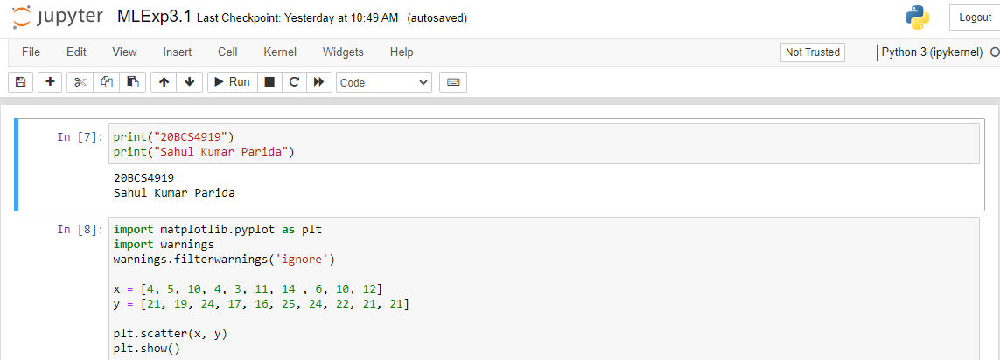 jupyter MLExp3.1 Last Checkpoint: Yesterday at 10:49 AM (autosaved)
Logout
File Edit View Insert Cell Kernel Widgets Help
Not Trusted
Python 3 (ipykernel)
Run
Code
In [7]: print("20BCS4919")
print("Sahul Kumar Parida")
20BCS4919
Sahul Kumar Parida
In [8]: import matplotlib.pyplot as plt
import warnings
warnings.filterwarnings('ignore')
x = [4, 5, 10, 4, 3, 11, 14 , 6, 10, 12]
y = [21, 19, 24, 17, 16, 25, 24, 22, 21, 21]
plt.scatter(x, y)
plt.show()